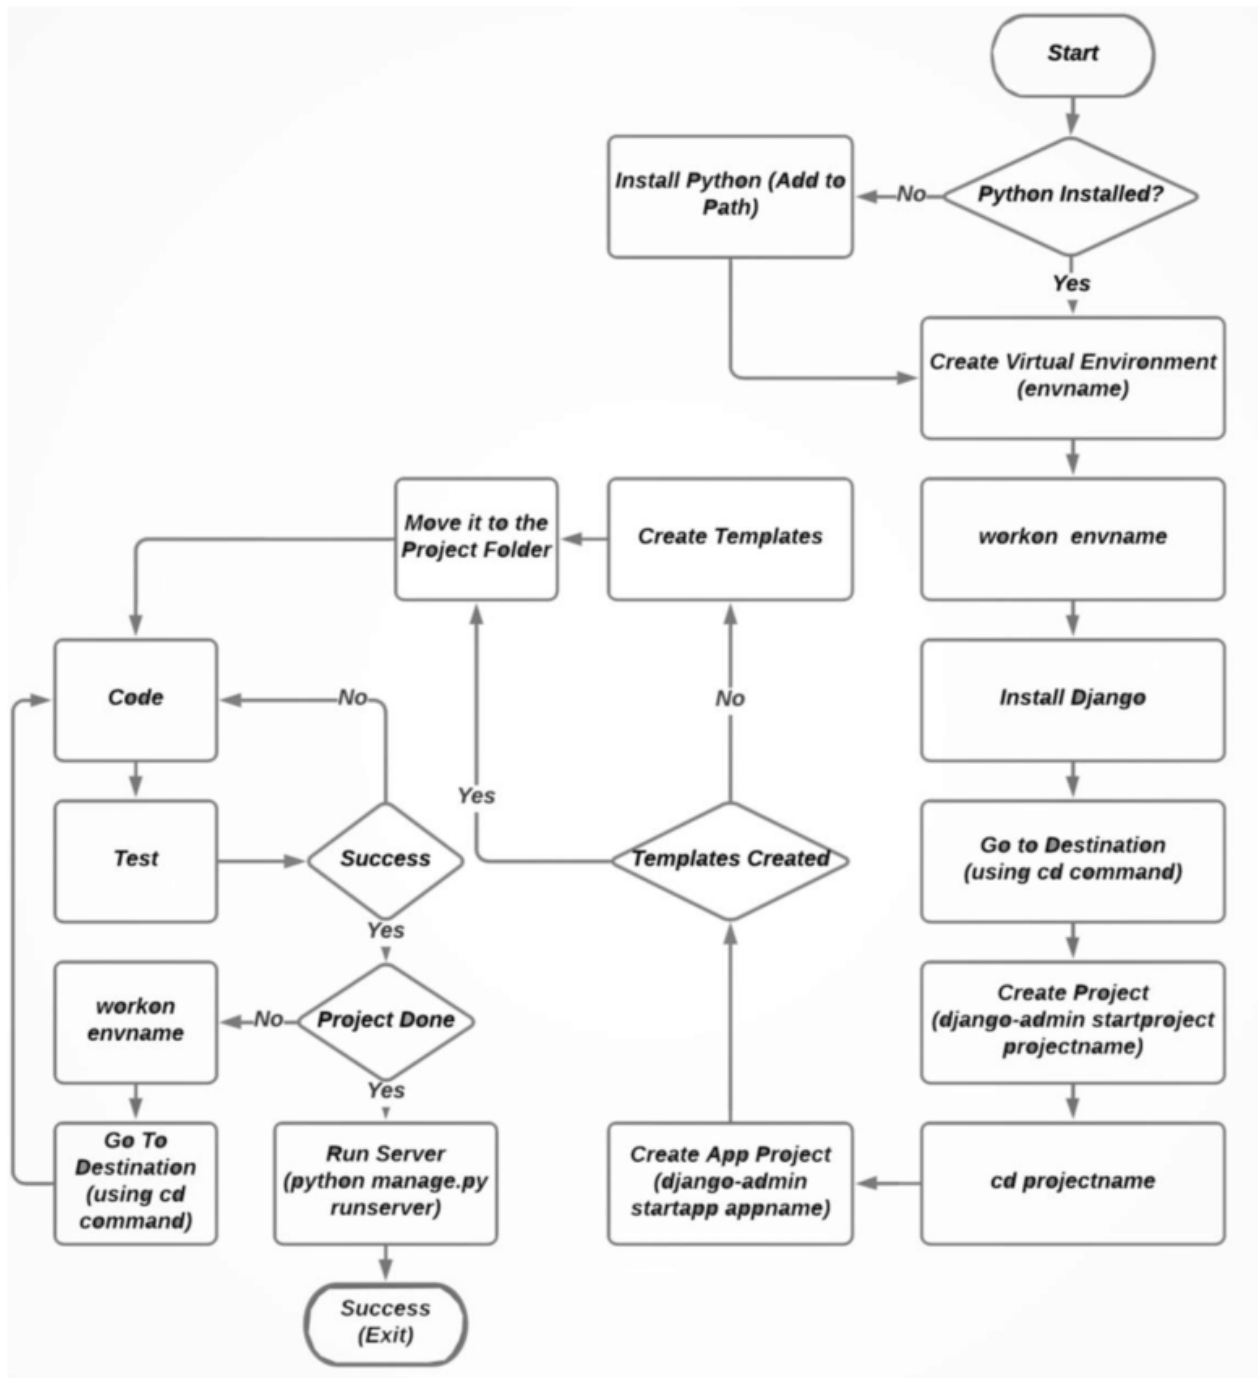 Start
Python Installed?
No
Install Python (Add to
Path)
Yes
Create Virtual Environment
(envname)
workon envname
Install Django
Go to Destination
(using cd command)
Create Project
(django-admin startproject
projectname)
cd projectname
Create App Project
(django-admin
startapp appname)
Templates Created
No
Create Templates
Yes
Move it to the
Project Folder
Code
Test
Success
No
Yes
Project Done
No
workon
envname
Go To
Destination
(using cd
command)
Yes
Run Server
(python manage.py
runserver)
Success
(Exit)